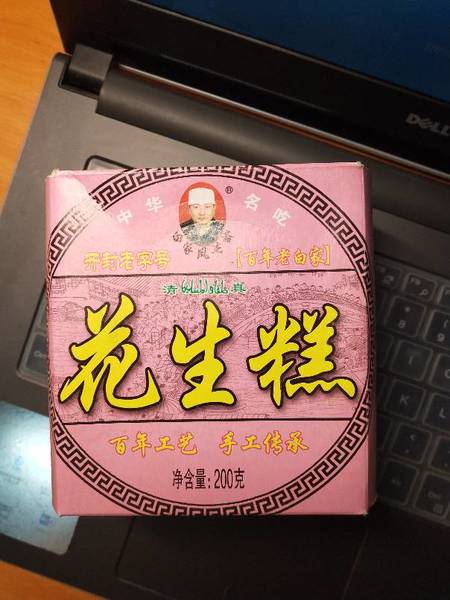 中华 ® 名吃
开封老字号 【百年老白家】
清 真
花生糕
百年工艺 手工传承
净含量:200克
DELL